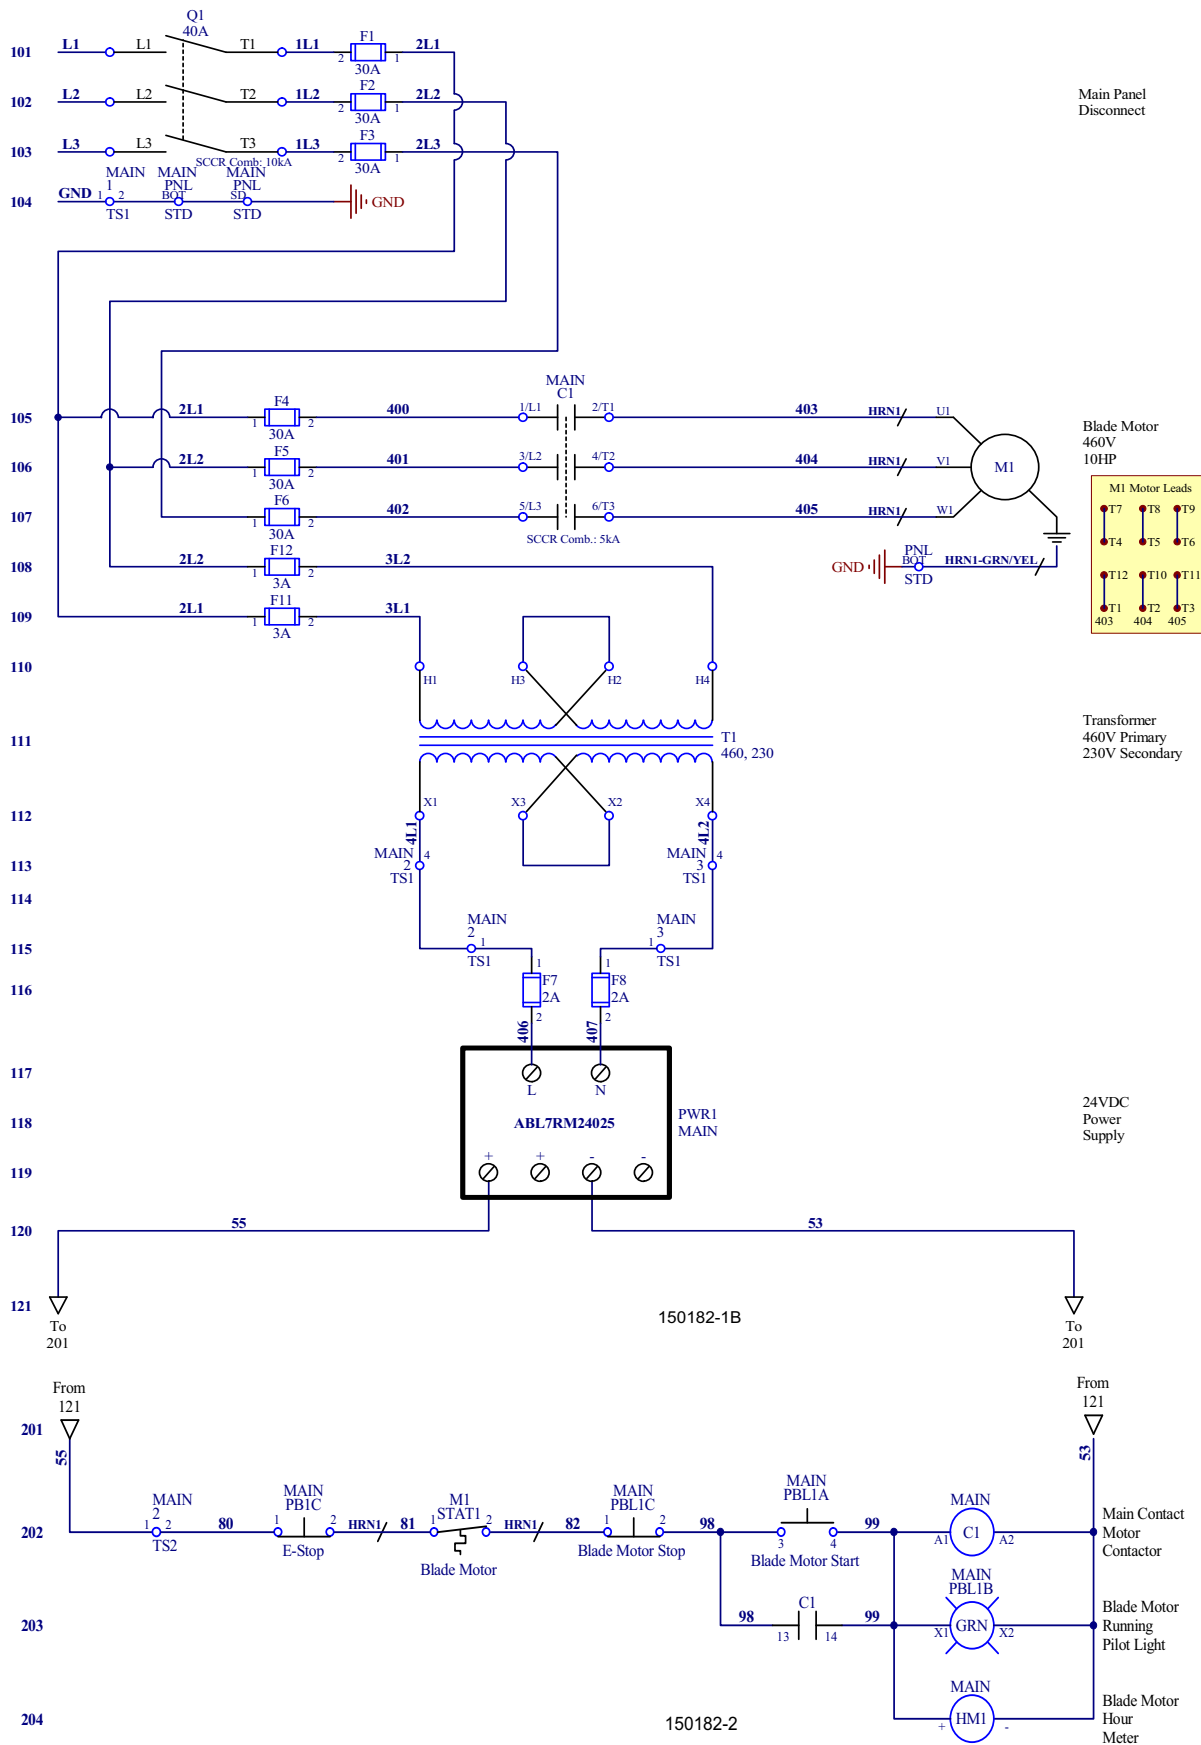 Q1
40A
101 L1 L1 T1 1L1 2 F1 1 2L1
30A
102 L2 L2 T2 1L2 2 F2 1 2L2
30A
103 L3 L3 T3 1L3 2 F3 1 2L3
30A
SCCR Comb: 10kA
Main Panel
Disconnect
MAIN MAIN MAIN
1 PNL PNL
104 GND 1 2 BOT SD GND
TS1 STD STD
MAIN
C1
105 2L1 1 F4 2 400 1/L1 2/T1 403 HRN1 U1
30A
106 2L2 1 F5 2 401 3/L2 4/T2 404 HRN1 V1 M1
30A
107 2L3 1 F6 2 402 5/L3 6/T3 405 HRN1 W1
30A
SCCR Comb.: 5kA
Blade Motor
460V
10HP
M1 Motor Leads
T7 T8 T9
T4 T5 T6
T12 T10 T11
T1 T2 T3
403 404 405
108 2L2 1 F12 2 3L2
3A
GND PNL
BOT
STD
HRN1-GRN/YEL
109 2L1 1 F11 2 3L1
3A
110
H1 H3 H2 H4
111
T1
460, 230
Transformer
460V Primary
230V Secondary
112 X1 X3 X2 X4
4L1 4L2
113 MAIN 2 4 TS1
MAIN 3 4 TS1
114
115 MAIN 2 1 TS1
MAIN 3 1 TS1
116 1 F7 2A 2
1 F8 2A 2
406 407
117
L N
118 ABL7RM24025
PWR1
MAIN
24VDC
Power
Supply
119 + + - -
120 55 53
121
To
201
150182-1B
To
201
From
121
From
121
201
55 53
202 MAIN 2 1 2 TS2
80
MAIN
PB1C
1 2
E-Stop
HRN1 81
M1
STAT1
1 2
Blade Motor
HRN1 82
MAIN
PBL1C
1 2
Blade Motor Stop
98
MAIN
PBL1A
3 4
Blade Motor Start
99
MAIN
A1 C1 A2
Main Contact
Motor
Contactor
203 98 C1 99
13 14
MAIN
PBL1B
X1 GRN X2
Blade Motor
Running
Pilot Light
204 150182-2
MAIN
+ HM1 -
Blade Motor
Hour
Meter